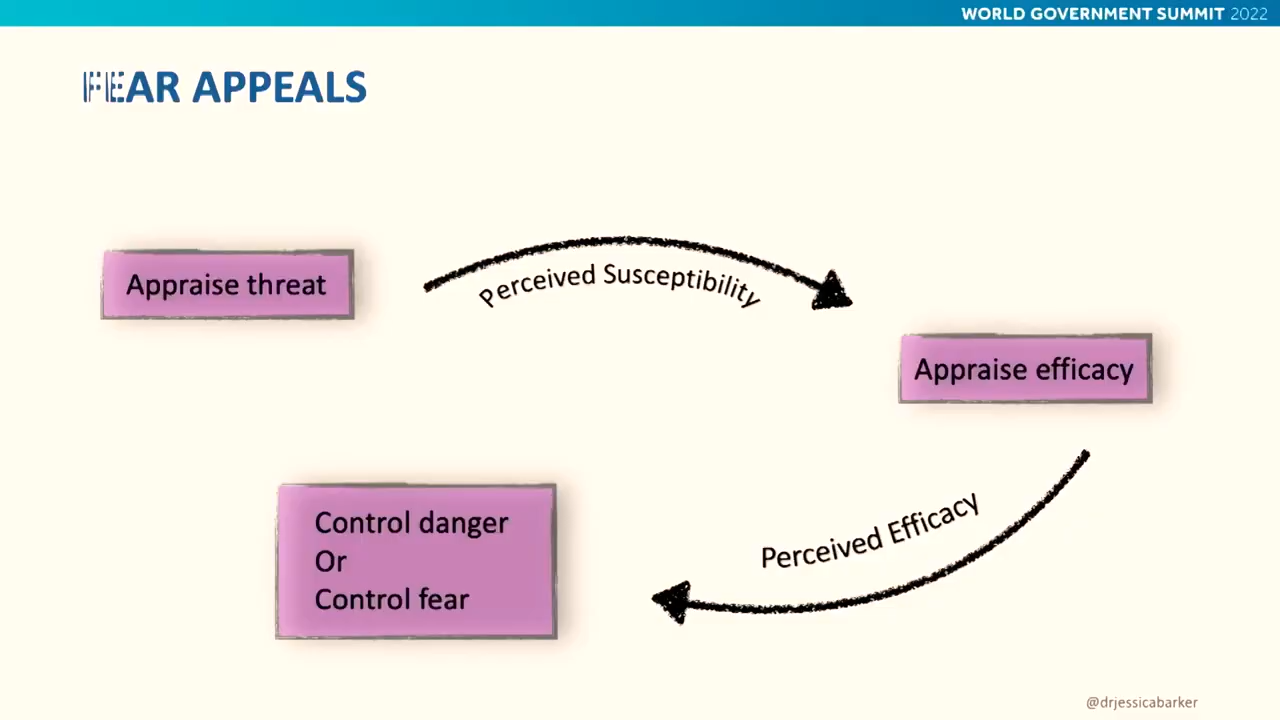 WORLD GOVERNMENT SUMMIT 2022
FEAR APPEALS
Appraise threat
Perceived Susceptibility
Appraise efficacy
Perceived Efficacy
Control danger
Or
Control fear
@drjessicabarker